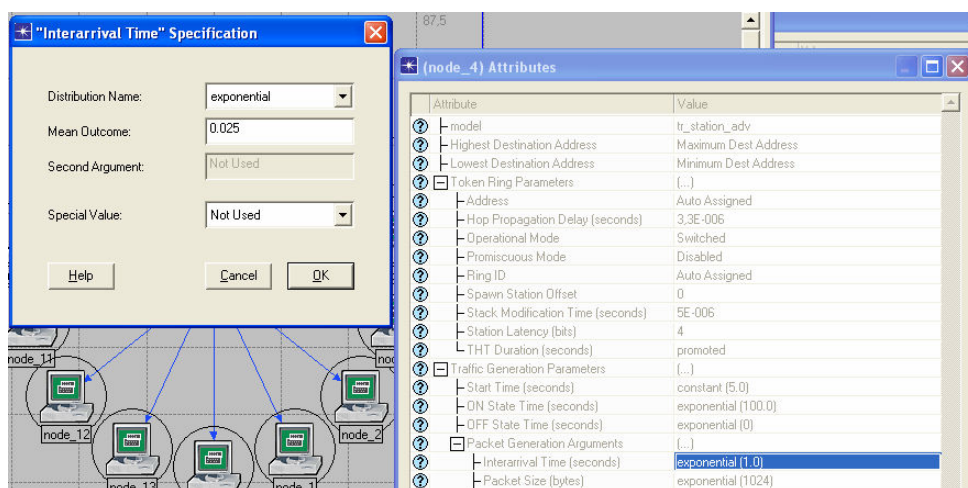 87,5
"Interarrival Time" Specification
Distribution Name: exponential
Mean Outcome: 0.025
Second Argument: Not Used
Special Value: Not Used
Help Cancel OK
node_11
node_12
node_13
node_1
node_2
(node_4) Attributes
Attribute Value
model tr_station_adv
Highest Destination Address Maximum Dest Address
Lowest Destination Address Minimum Dest Address
Token Ring Parameters (...)
Address Auto Assigned
Hop Propagation Delay (seconds) 3,3E-006
Operational Mode Switched
Promiscuous Mode Disabled
Ring ID Auto Assigned
Spawn Station Offset 0
Stack Modification Time (seconds) 5E-006
Station Latency (bits) 4
THT Duration (seconds) promoted
Traffic Generation Parameters (...)
Start Time (seconds) constant (5.0)
ON State Time (seconds) exponential (100.0)
OFF State Time (seconds) exponential (0)
Packet Generation Arguments (...)
Interarrival Time (seconds) exponential (1.0)
Packet Size (bytes) exponential (1024)